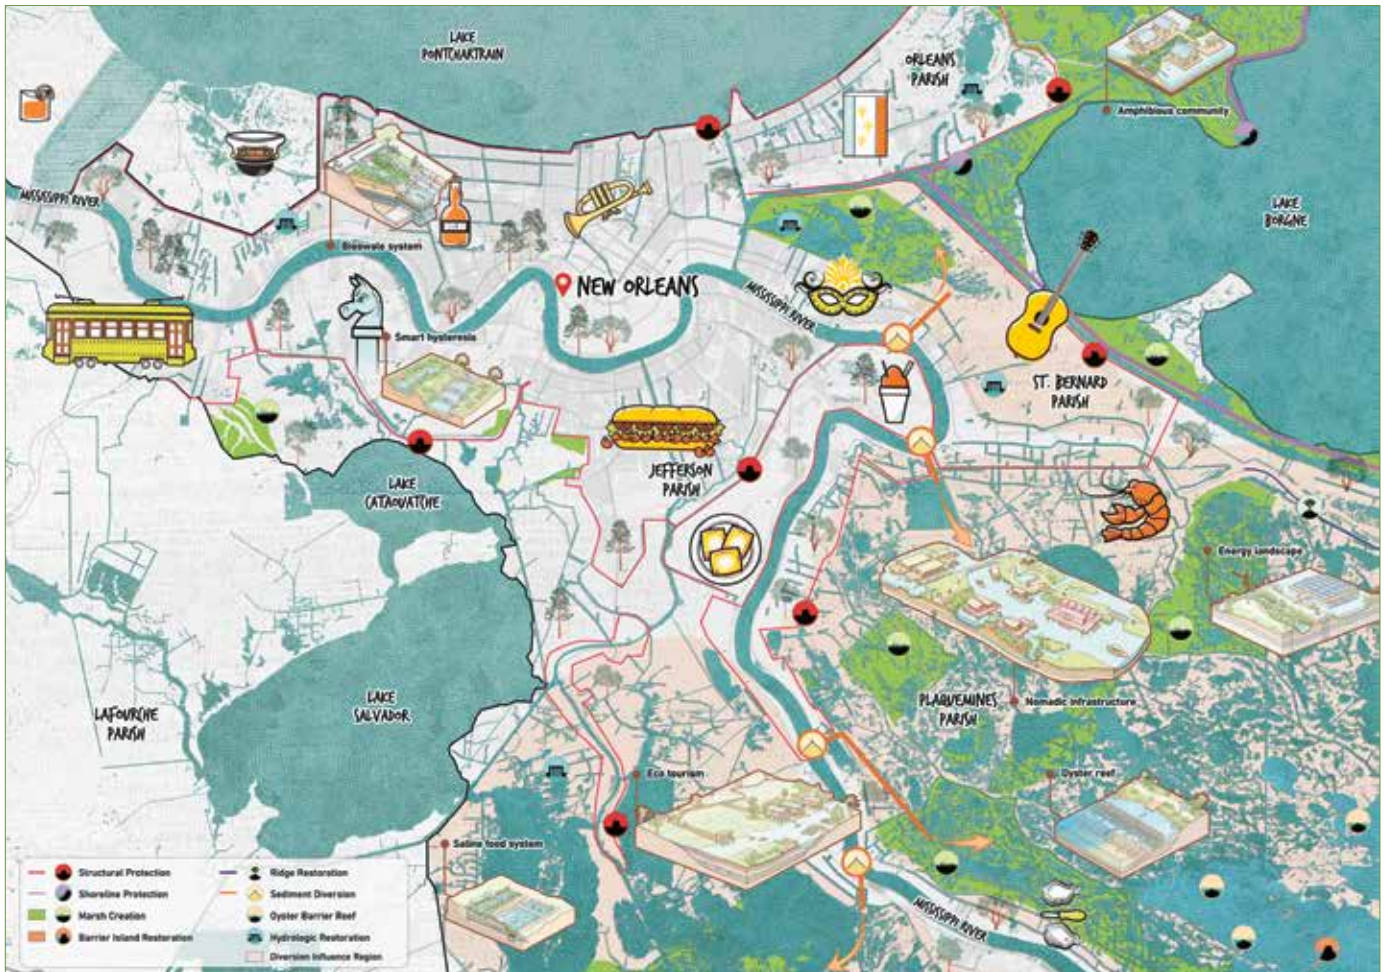 LAKE
PONTCHARTRAIN
ORLEANS
PARISH
Amphibious community
MISSISSIPPI RIVER
LAKE
BORGNE
Bioswale system
NEW ORLEANS
MISSISSIPPI RIVER
Smart hysteresis
ST. BERNARD
PARISH
JEFFERSON
PARISH
LAKE
CATAOUATCHE
Energy landscape
LAKE
SALVADOR
LAFOURCHE
PARISH
PLAQUEMINES
PARISH
Nomadic infrastructure
Eco tourism
Oyster reef
Saline food system
MISSISSIPPI RIVER
Structural Protection
Shoreline Protection
Marsh Creation
Barrier Island Restoration
Ridge Restoration
Sediment Diversion
Oyster Barrier Reef
Hydrologic Restoration
Diversion Influence Region